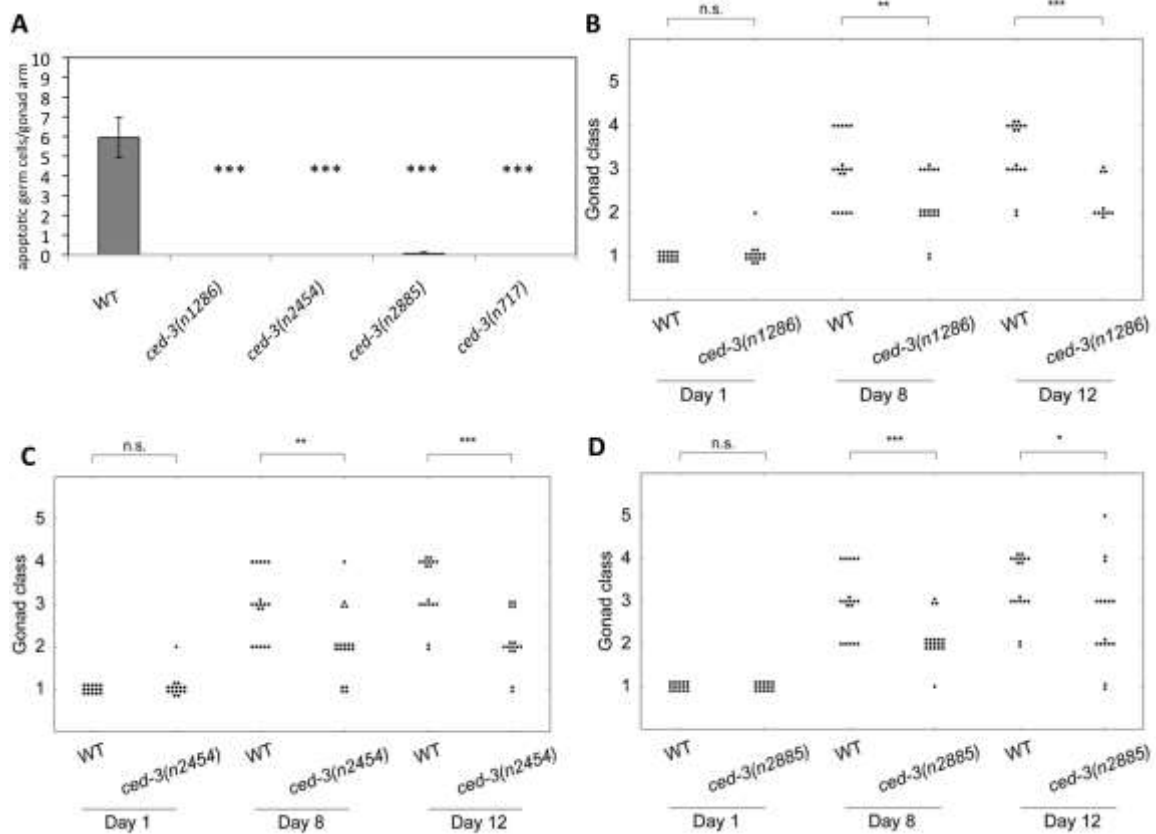 A
apoptotic germ cells/gonad arm
10
9
8
7
6
5
4
3
2
1
0
*** *** *** ***
WT ced-3(n1286) ced-3(n2454) ced-3(n2885) ced-3(n717)
B
n.s. ** ***
Gonad class
5
4
3
2
1
WT ced-3(n1286) WT ced-3(n1286) WT ced-3(n1286)
Day 1 Day 8 Day 12
C
n.s. ** ***
Gonad class
5
4
3
2
1
WT ced-3(n2454) WT ced-3(n2454) WT ced-3(n2454)
Day 1 Day 8 Day 12
D
n.s. *** *
Gonad class
5
4
3
2
1
WT ced-3(n2885) WT ced-3(n2885) WT ced-3(n2885)
Day 1 Day 8 Day 12